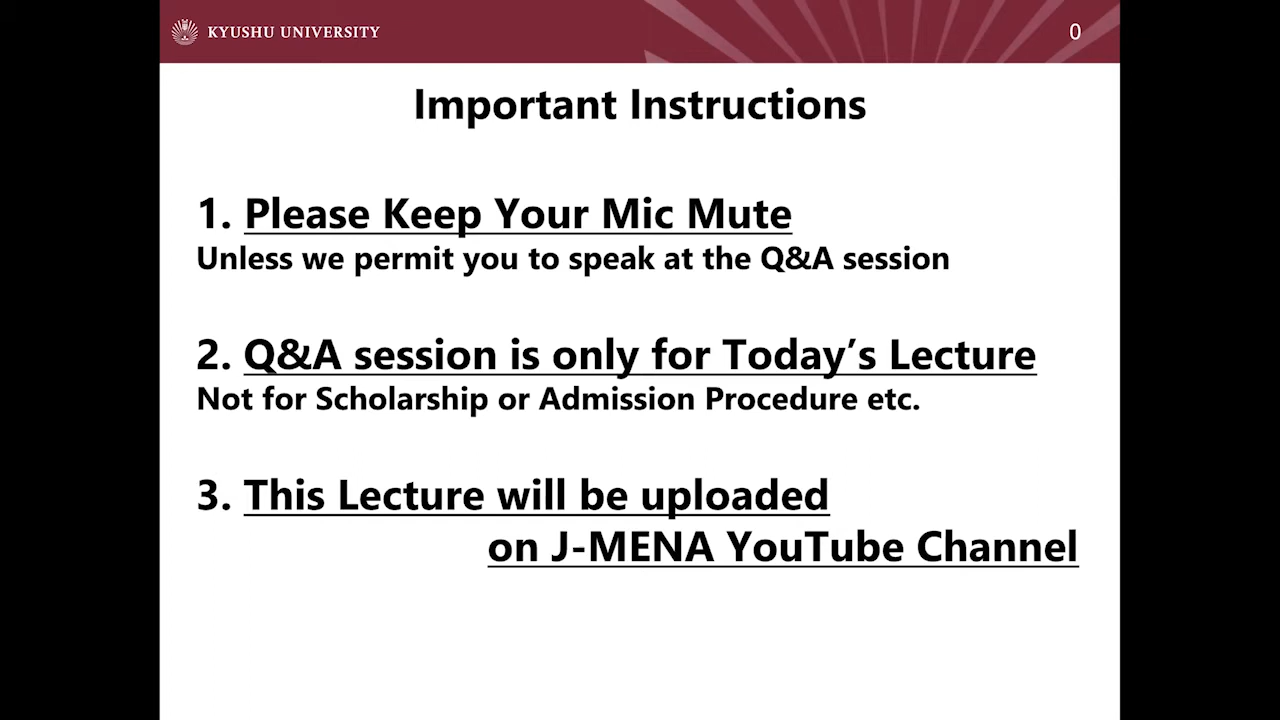 KYUSHU UNIVERSITY
0
Important Instructions
1. Please Keep Your Mic Mute
Unless we permit you to speak at the Q&A session
2. Q&A session is only for Today’s Lecture
Not for Scholarship or Admission Procedure etc.
3. This Lecture will be uploaded
on J-MENA YouTube Channel